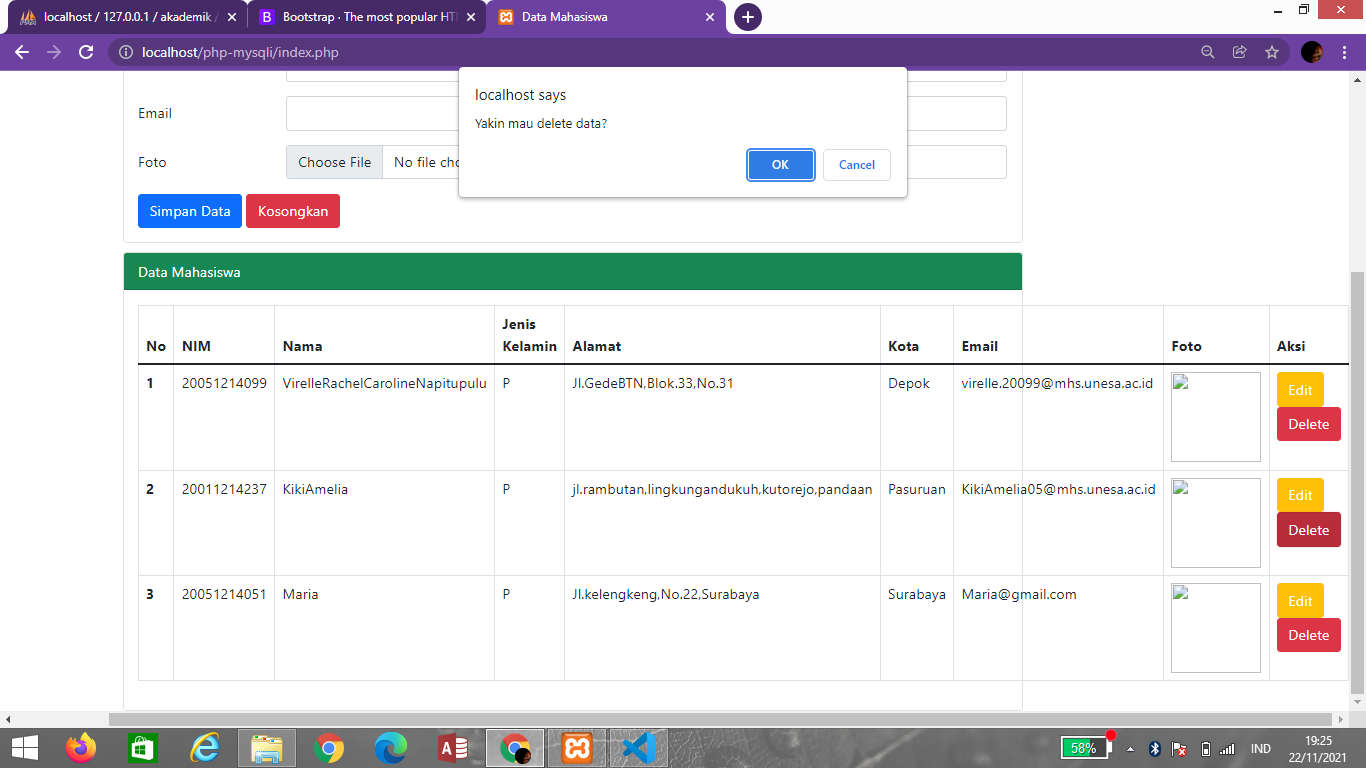 localhost / 127.0.0.1 / akademik /
Bootstrap · The most popular HT
Data Mahasiswa
localhost/php-mysqli/index.php
localhost says
Yakin mau delete data?
OK
Cancel
Email
Foto
Choose File
No file cho
Simpan Data
Kosongkan
Data Mahasiswa
No NIM Nama Jenis Kelamin Alamat Kota Email Foto Aksi
1 20051214099 VirelleRachelCarolineNapitupulu P Jl.GedeBTN,Blok.33,No.31 Depok virelle.20099@mhs.unesa.ac.id Edit
Delete
2 20011214237 KikiAmelia P jl.rambutan,lingkungandukuh,kutorejo,pandaan Pasuruan KikiAmelia05@mhs.unesa.ac.id Edit
Delete
3 20051214051 Maria P Jl.kelengkeng,No.22,Surabaya Surabaya Maria@gmail.com Edit
Delete
58%
IND
19:25
22/11/2021